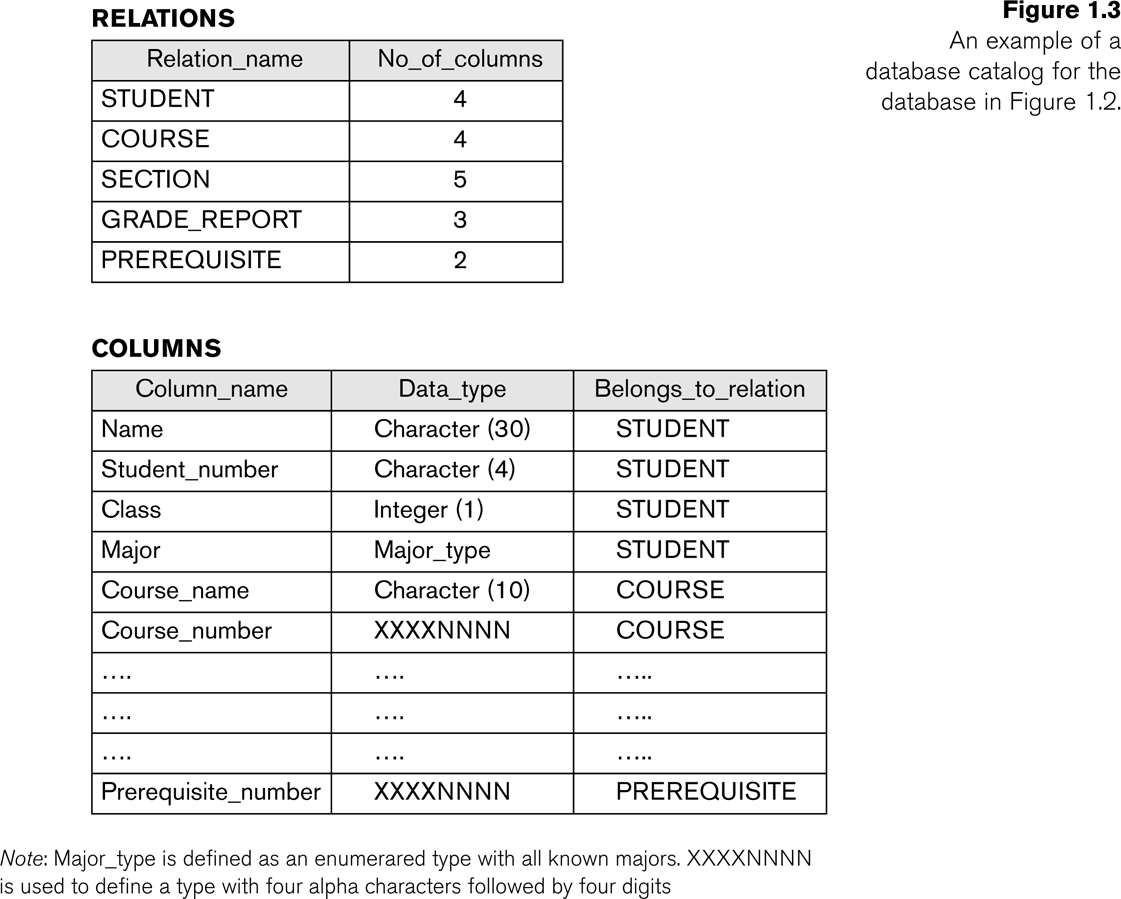 Figure 1.3
An example of a
database catalog for the
database in Figure 1.2.
RELATIONS
Relation_name No_of_columns
STUDENT 4
COURSE 4
SECTION 5
GRADE_REPORT 3
PREREQUISITE 2
COLUMNS
Column_name Data_type Belongs_to_relation
Name Character (30) STUDENT
Student_number Character (4) STUDENT
Class Integer (1) STUDENT
Major Major_type STUDENT
Course_name Character (10) COURSE
Course_number XXXXNNNN COURSE
…. …. …..
…. …. …..
…. …. …..
Prerequisite_number XXXXNNNN PREREQUISITE
Note: Major_type is defined as an enumerared type with all known majors. XXXXNNNN
is used to define a type with four alpha characters followed by four digits